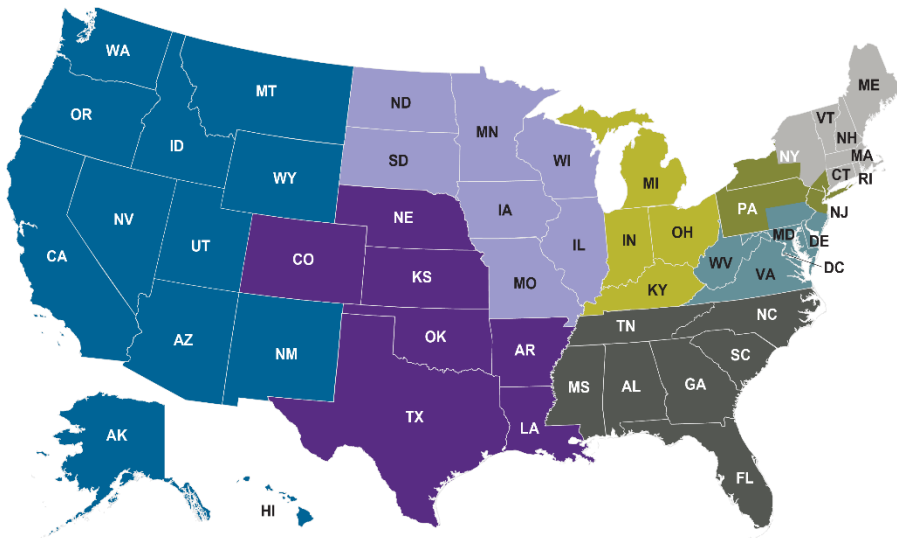 WA
OR
ID
MT
WY
NV
UT
CA
AZ
NM
AK
HI
CO
NE
KS
OK
TX
AR
LA
ND
SD
MN
WI
IA
IL
MO
MI
IN
OH
KY
TN
MS
AL
GA
NC
SC
FL
WV
VA
MD
DE
DC
PA
NJ
NY
VT
NH
ME
MA
CT
RI